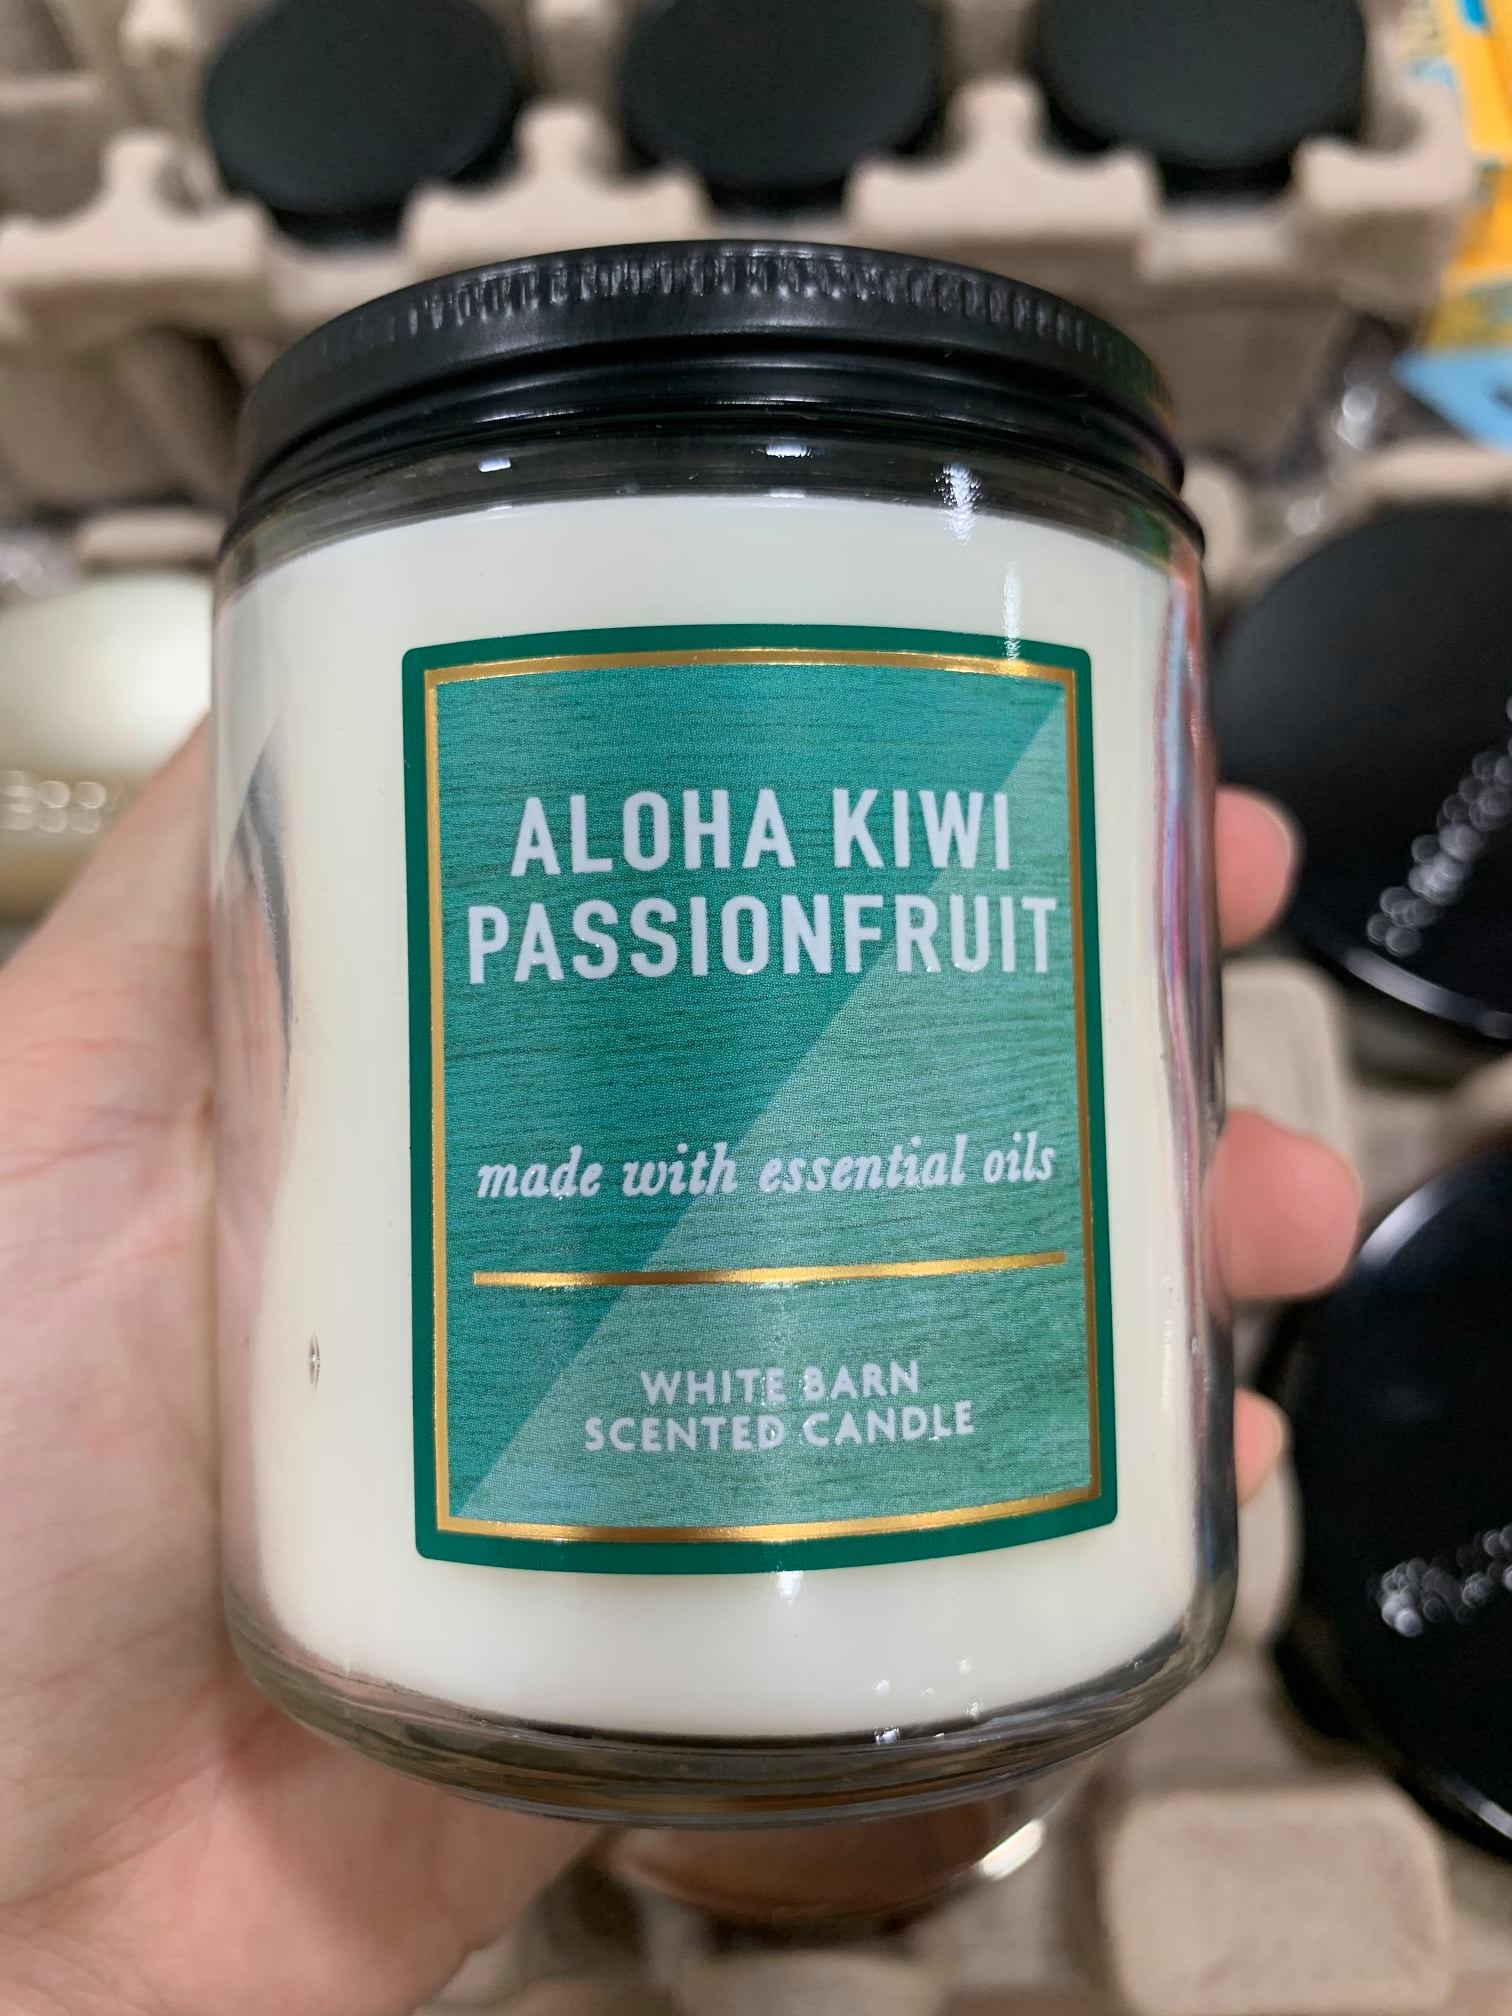 ALOHA KIWI
PASSIONFRUIT
made with essential oils
WHITE BARN
SCENTED CANDLE